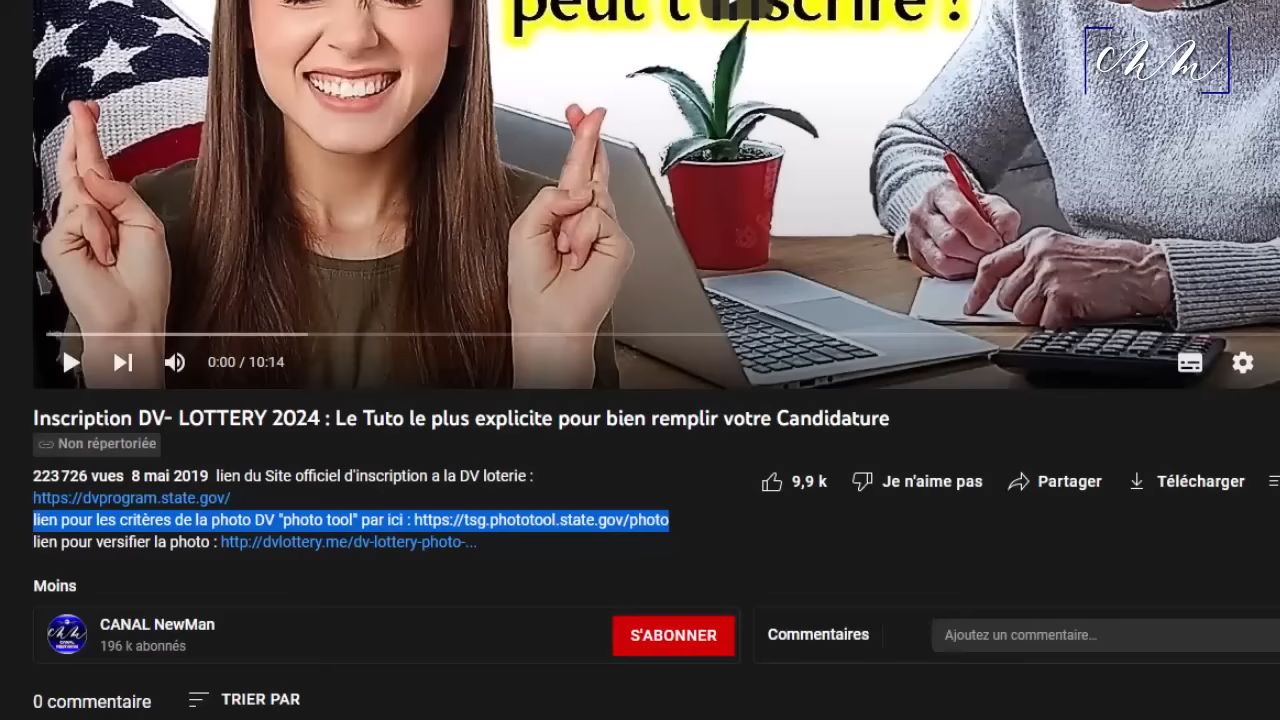 peut t'inscrire !
0:00 / 10:14
Inscription DV- LOTTERY 2024 : Le Tuto le plus explicite pour bien remplir votre Candidature
Non répertoriée
223 726 vues 8 mai 2019 lien du Site officiel d'inscription a la DV loterie :
https://dvprogram.state.gov/
lien pour les critères de la photo DV "photo tool" par ici : https://tsg.phototool.state.gov/photo
lien pour versifier la photo : http://dvlottery.me/dv-lottery-photo-...
9,9 k
Je n'aime pas
Partager
Télécharger
Moins
CANAL NewMan
196 k abonnés
S'ABONNER
Commentaires
Ajoutez un commentaire...
0 commentaire
TRIER PAR